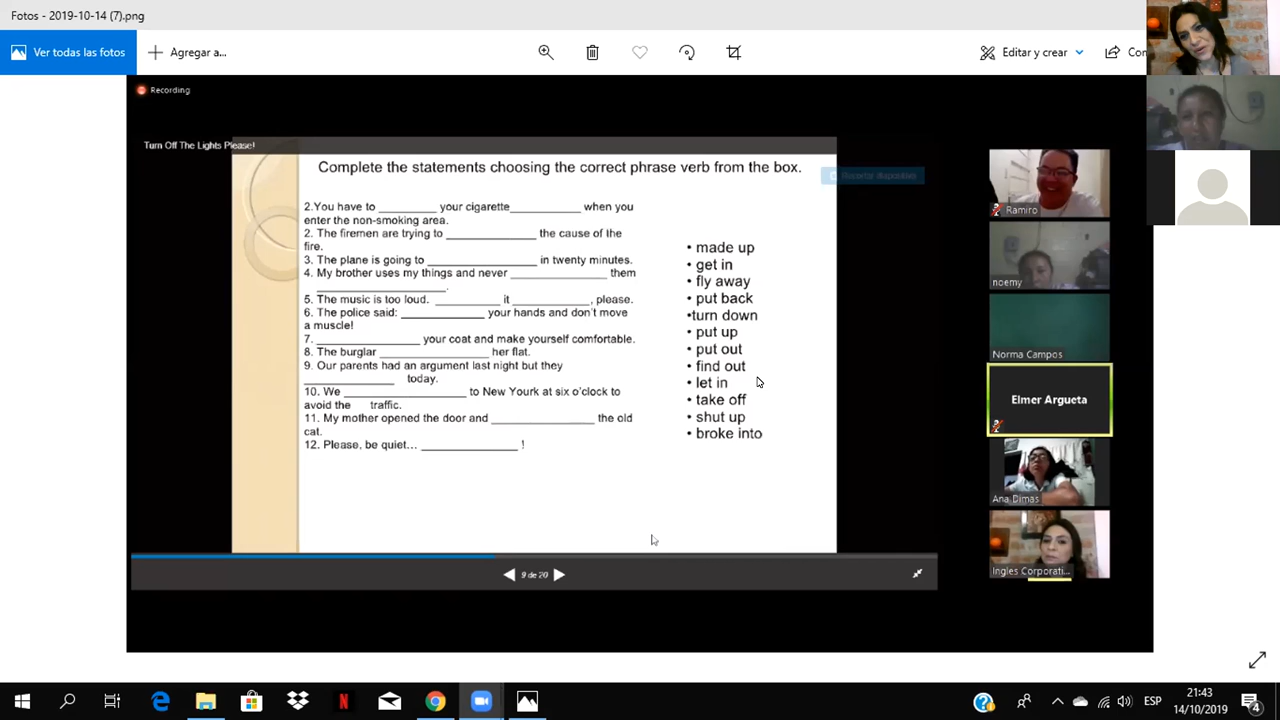 Fotos - 2019-10-14 (7).png
Ver todas las fotos
Agregar a...
Editar y crear
Recording
Turn Off The Lights Please!
Complete the statements choosing the correct phrase verb from the box.
2.You have to ________ your cigarette__________ when you
enter the non-smoking area.
2. The firemen are trying to _____________ the cause of the
fire.
3. The plane is going to ________________ in twenty minutes.
4. My brother uses my things and never ______________ them
__________________.
5. The music is too loud. _________ it ___________, please.
6. The police said: ____________ your hands and don't move
a muscle!
7. _______________ your coat and make yourself comfortable.
8. The burglar ________________ her flat.
9. Our parents had an argument last night but they
_____________ today.
10. We __________________ to New Yourk at six o'clock to
avoid the traffic.
11. My mother opened the door and _______________ the old
cat.
12. Please, be quiet… ______________ !
• made up
• get in
• fly away
• put back
•turn down
• put up
• put out
• find out
• let in
• take off
• shut up
• broke into
9 de 20
Ramiro
noemy
Norma Campos
Elmer Argueta
Ana Dimas
Ingles Corporati...
ESP
21:43
14/10/2019
4